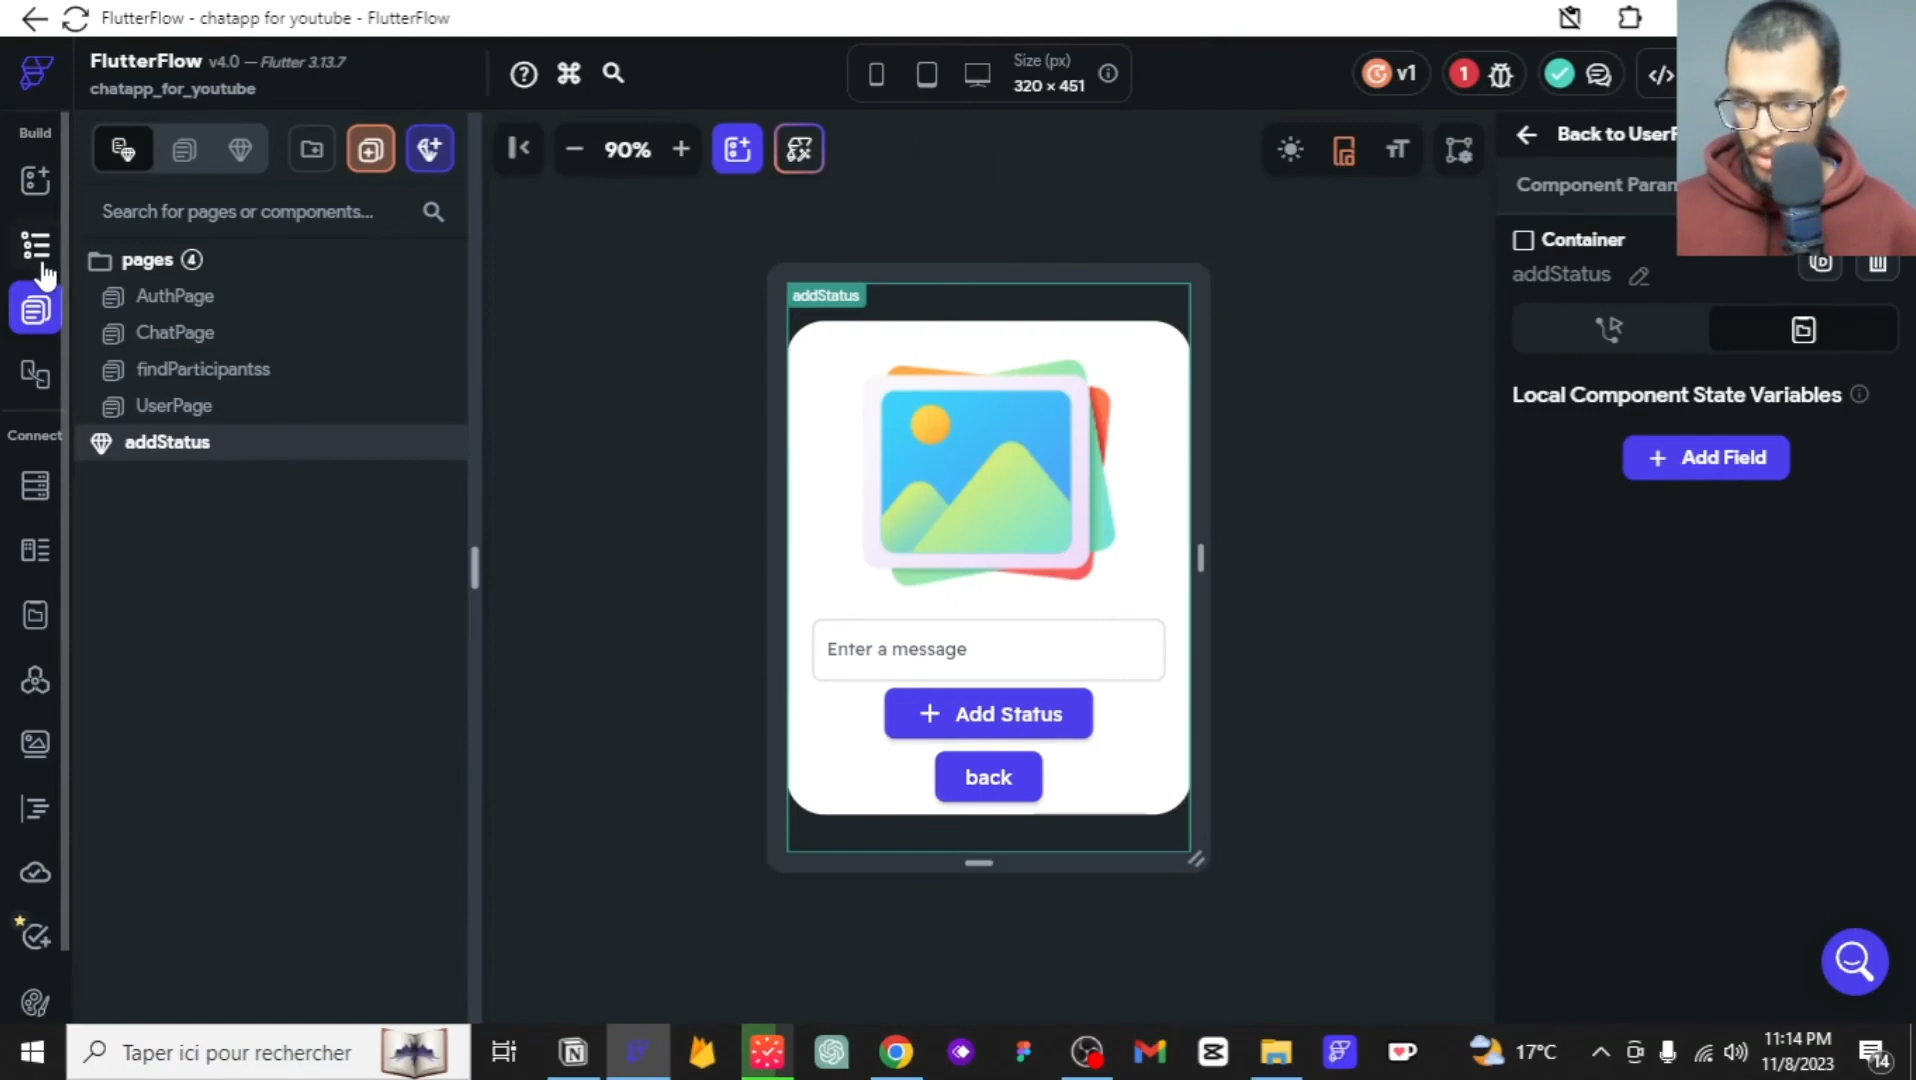 FlutterFlow - chatapp for youtube - FlutterFlow
FlutterFlow v4.0 — Flutter 3.13.7
chatapp_for_youtube
Size (px)
320 × 451
v1
1
Build
90%
Back to UserP
Search for pages or components...
Component Param
pages 4
AuthPage
ChatPage
findParticipantss
UserPage
addStatus
Connect
addStatus
Enter a message
+ Add Status
back
Container
addStatus
Local Component State Variables
+ Add Field
Taper ici pour rechercher
17°C
11:14 PM
11/8/2023
14